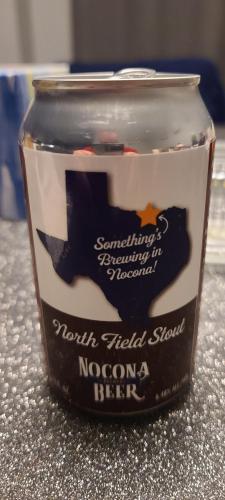 Something's
Brewing in
Nocona!
North Field Stout
NOCONA
BEER